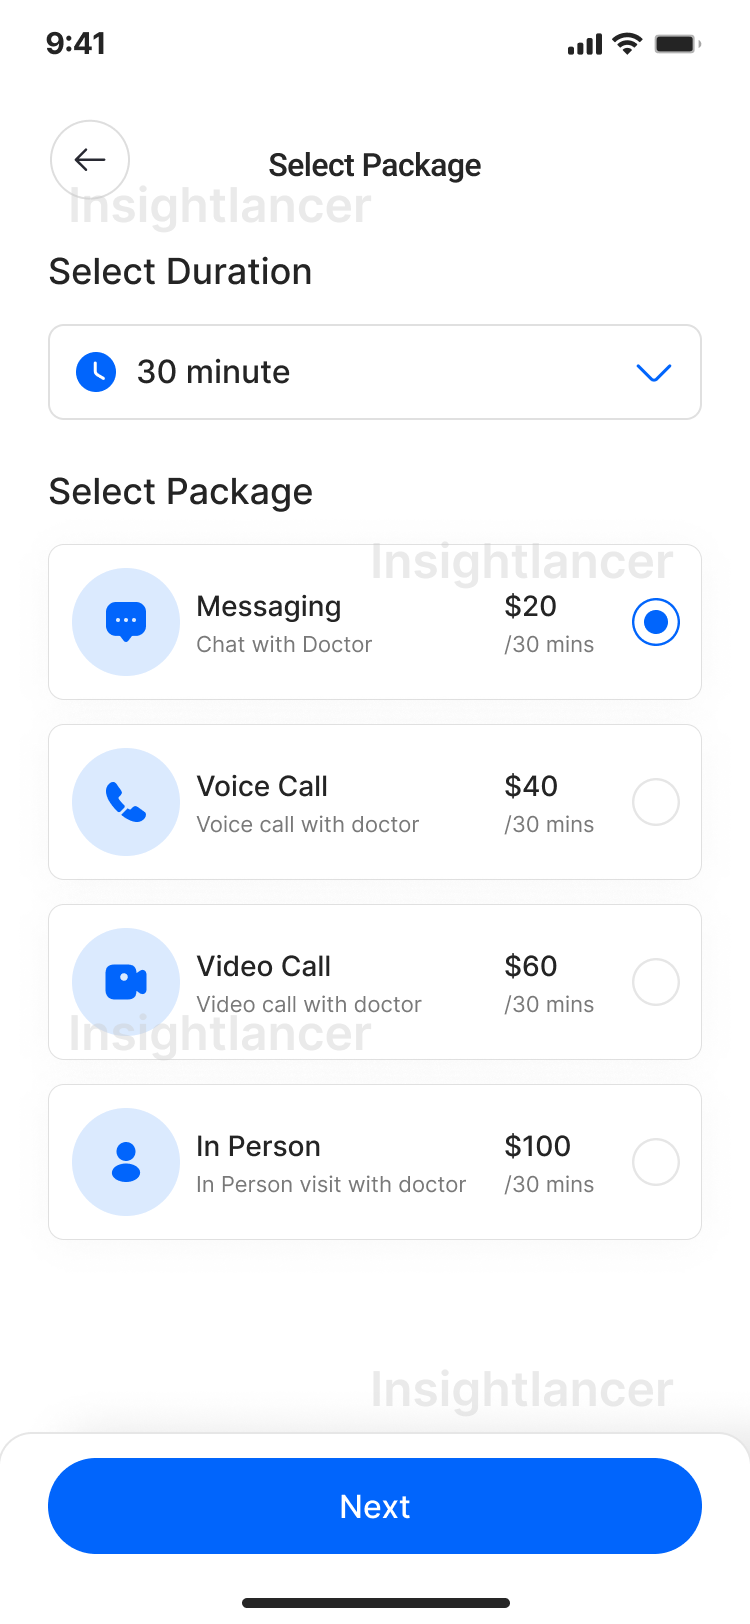 9:41
Select Package
Insightlancer
Select Duration
30 minute
Select Package
Insightlancer
Messaging
$20
Chat with Doctor
/30 mins
Voice Call
$40
Voice call with doctor
/30 mins
Video Call
$60
Video call with doctor
/30 mins
Insightlancer
In Person
$100
In Person visit with doctor
/30 mins
Insightlancer
Next